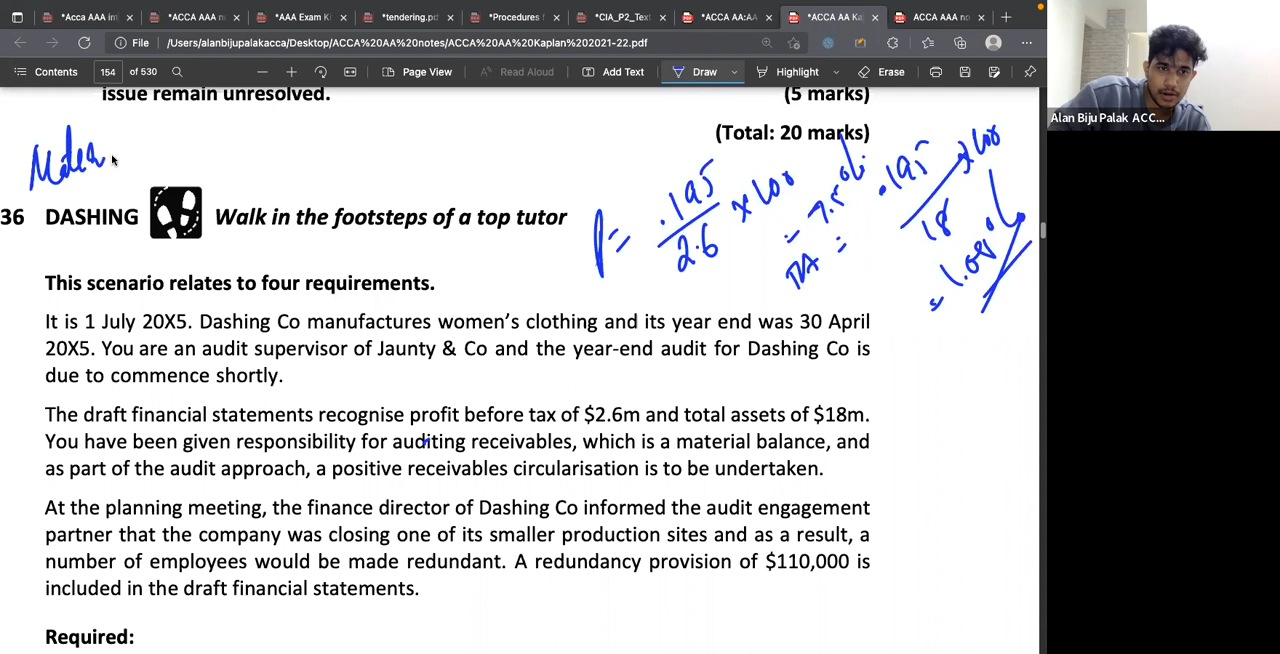 *Acca AAA im
*ACCA AAA n
*AAA Exam Ki
*tendering.pd
*Procedures f
*CIA_P2_Text
*ACCA AA:AA
*ACCA AA Ka
ACCA AAA no
File /Users/alanbijupalakacca/Desktop/ACCA%20AA%20notes/ACCA%20AA%20Kaplan%202021-22.pdf
Contents 154 of 530 Page View Read Aloud Add Text Draw Highlight Erase
Alan Biju Palak ACC...
issue remain unresolved. (5 marks)
(Total: 20 marks)
P = .195 / 2.6 × 100 = 7.5%
TA = .195 / 18 × 100
36 DASHING Walk in the footsteps of a top tutor
This scenario relates to four requirements.
It is 1 July 20X5. Dashing Co manufactures women's clothing and its year end was 30 April
20X5. You are an audit supervisor of Jaunty & Co and the year-end audit for Dashing Co is
due to commence shortly.
The draft financial statements recognise profit before tax of $2.6m and total assets of $18m.
You have been given responsibility for auditing receivables, which is a material balance, and
as part of the audit approach, a positive receivables circularisation is to be undertaken.
At the planning meeting, the finance director of Dashing Co informed the audit engagement
partner that the company was closing one of its smaller production sites and as a result, a
number of employees would be made redundant. A redundancy provision of $110,000 is
included in the draft financial statements.
Required: